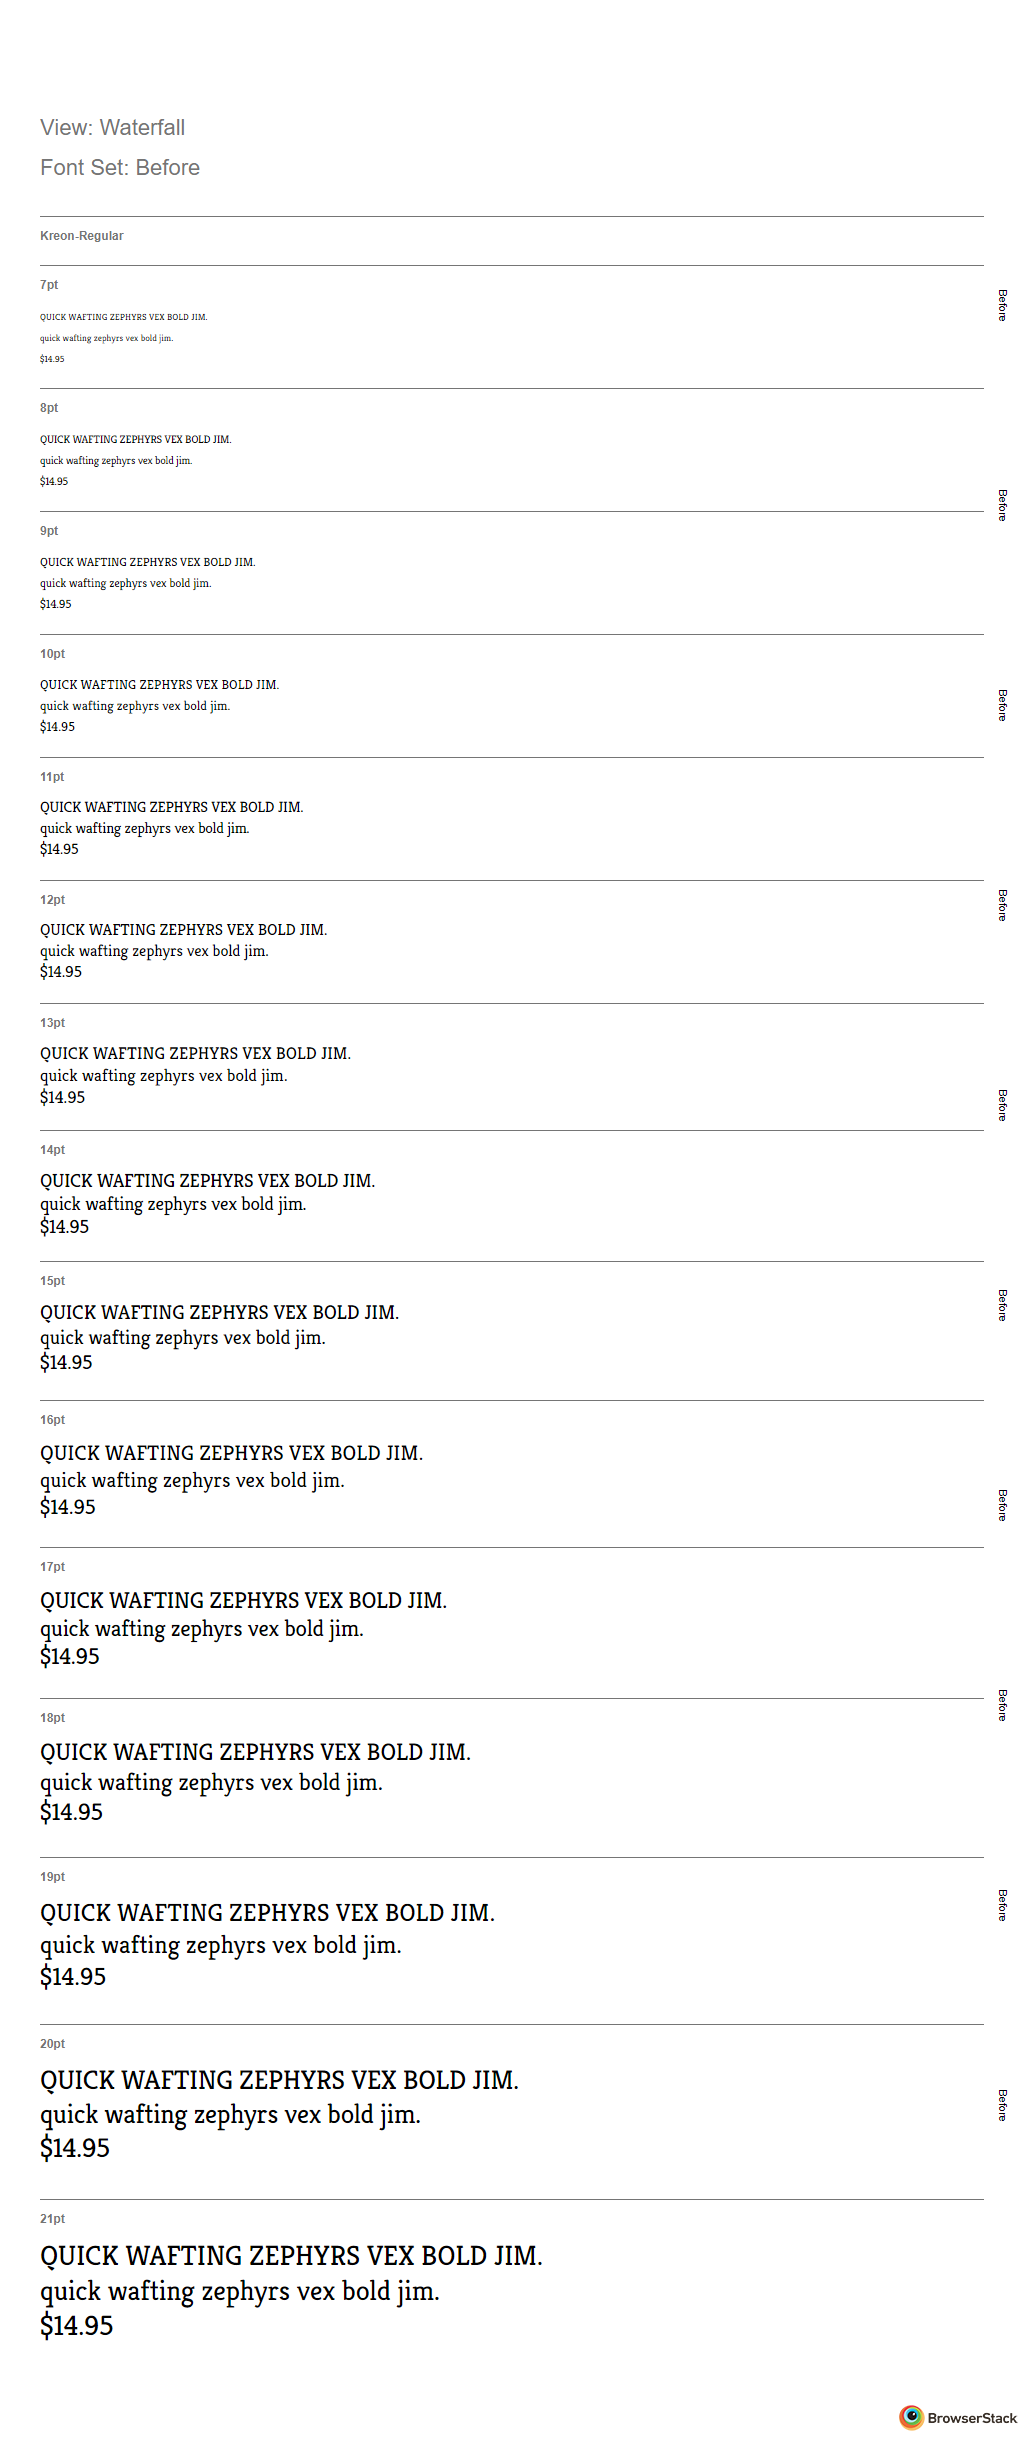 View: Waterfall
Font Set: Before
Kreon-Regular
7pt
QUICK WAFTING ZEPHYRS VEX BOLD JIM.
quick wafting zephyrs vex bold jim.
$14.95
Before
8pt
QUICK WAFTING ZEPHYRS VEX BOLD JIM.
quick wafting zephyrs vex bold jim.
$14.95
Before
9pt
QUICK WAFTING ZEPHYRS VEX BOLD JIM.
quick wafting zephyrs vex bold jim.
$14.95
10pt
QUICK WAFTING ZEPHYRS VEX BOLD JIM.
quick wafting zephyrs vex bold jim.
$14.95
Before
11pt
QUICK WAFTING ZEPHYRS VEX BOLD JIM.
quick wafting zephyrs vex bold jim.
$14.95
12pt
QUICK WAFTING ZEPHYRS VEX BOLD JIM.
quick wafting zephyrs vex bold jim.
$14.95
Before
13pt
QUICK WAFTING ZEPHYRS VEX BOLD JIM.
quick wafting zephyrs vex bold jim.
$14.95
Before
14pt
QUICK WAFTING ZEPHYRS VEX BOLD JIM.
quick wafting zephyrs vex bold jim.
$14.95
15pt
QUICK WAFTING ZEPHYRS VEX BOLD JIM.
quick wafting zephyrs vex bold jim.
$14.95
Before
16pt
QUICK WAFTING ZEPHYRS VEX BOLD JIM.
quick wafting zephyrs vex bold jim.
$14.95
Before
17pt
QUICK WAFTING ZEPHYRS VEX BOLD JIM.
quick wafting zephyrs vex bold jim.
$14.95
Before
18pt
QUICK WAFTING ZEPHYRS VEX BOLD JIM.
quick wafting zephyrs vex bold jim.
$14.95
19pt
QUICK WAFTING ZEPHYRS VEX BOLD JIM.
quick wafting zephyrs vex bold jim.
$14.95
Before
20pt
QUICK WAFTING ZEPHYRS VEX BOLD JIM.
quick wafting zephyrs vex bold jim.
$14.95
Before
21pt
QUICK WAFTING ZEPHYRS VEX BOLD JIM.
quick wafting zephyrs vex bold jim.
$14.95
BrowserStack